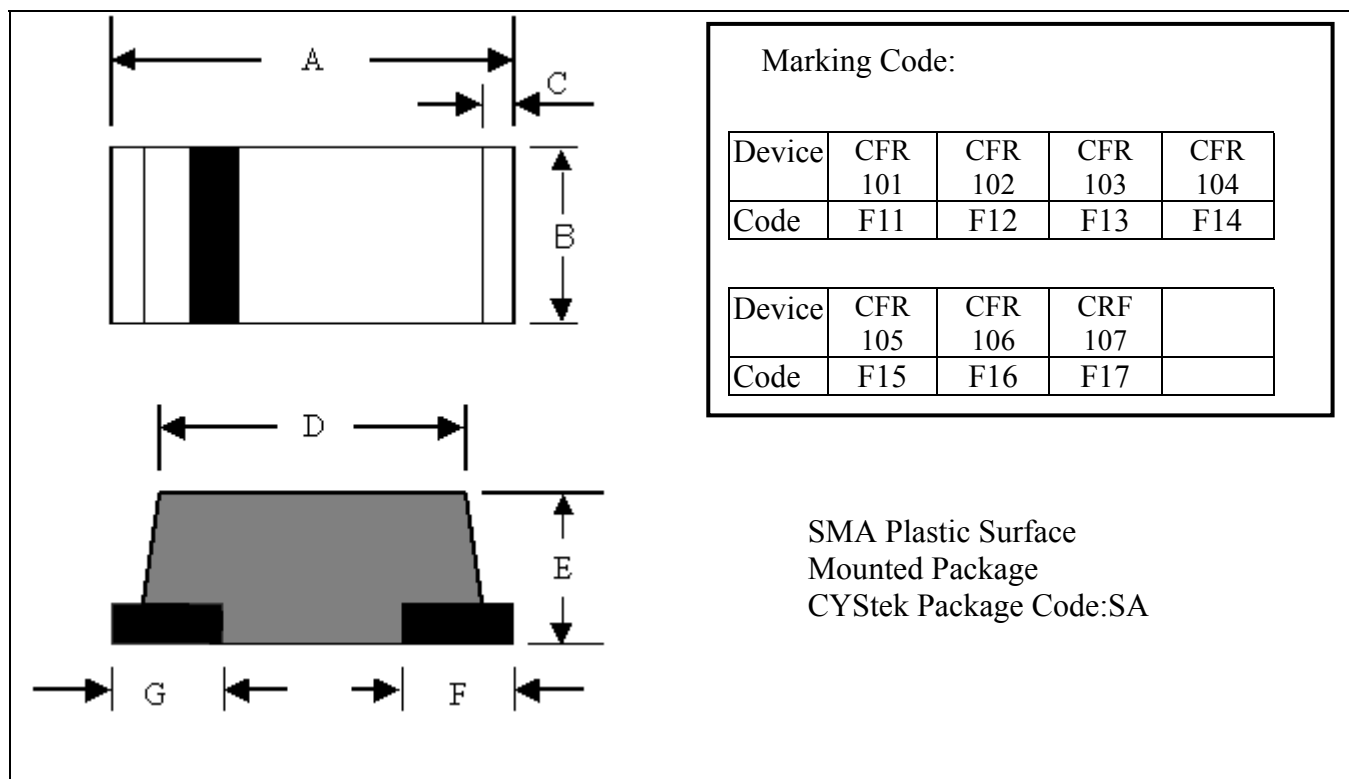 A
C
B
D
E
G
F
Marking Code:
Device CFR 101 CFR 102 CFR 103 CFR 104
Code F11 F12 F13 F14
Device CFR 105 CFR 106 CRF 107
Code F15 F16 F17
SMA Plastic Surface
Mounted Package
CYStek Package Code:SA